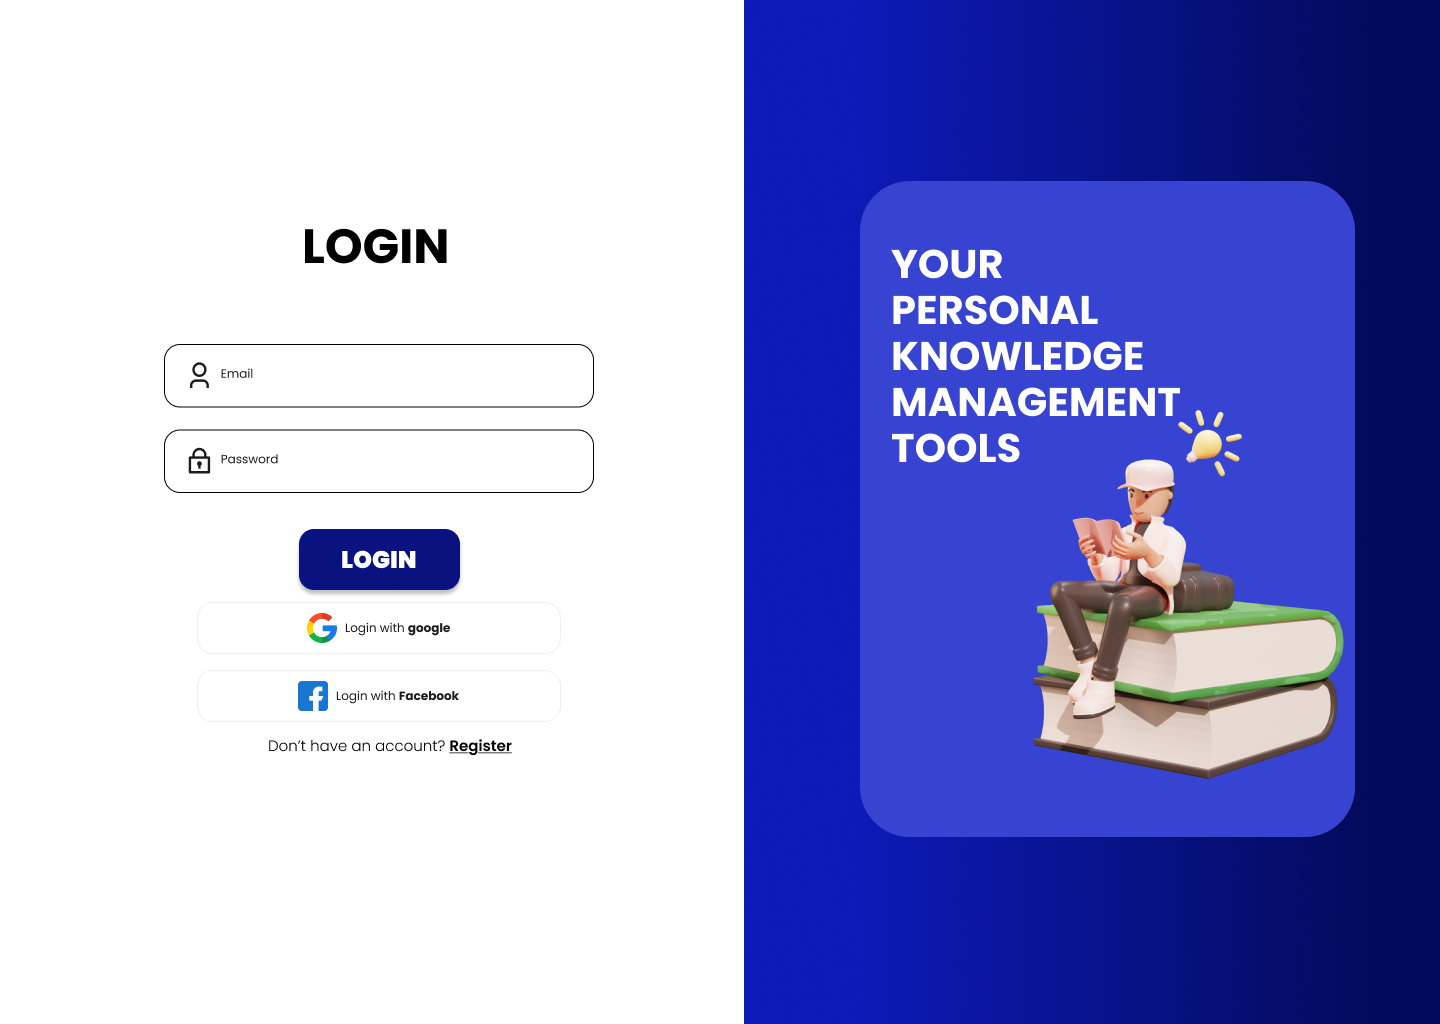 LOGIN
Email
Password
LOGIN
Login with google
Login with Facebook
Don’t have an account? Register
YOUR
PERSONAL
KNOWLEDGE
MANAGEMENT
TOOLS